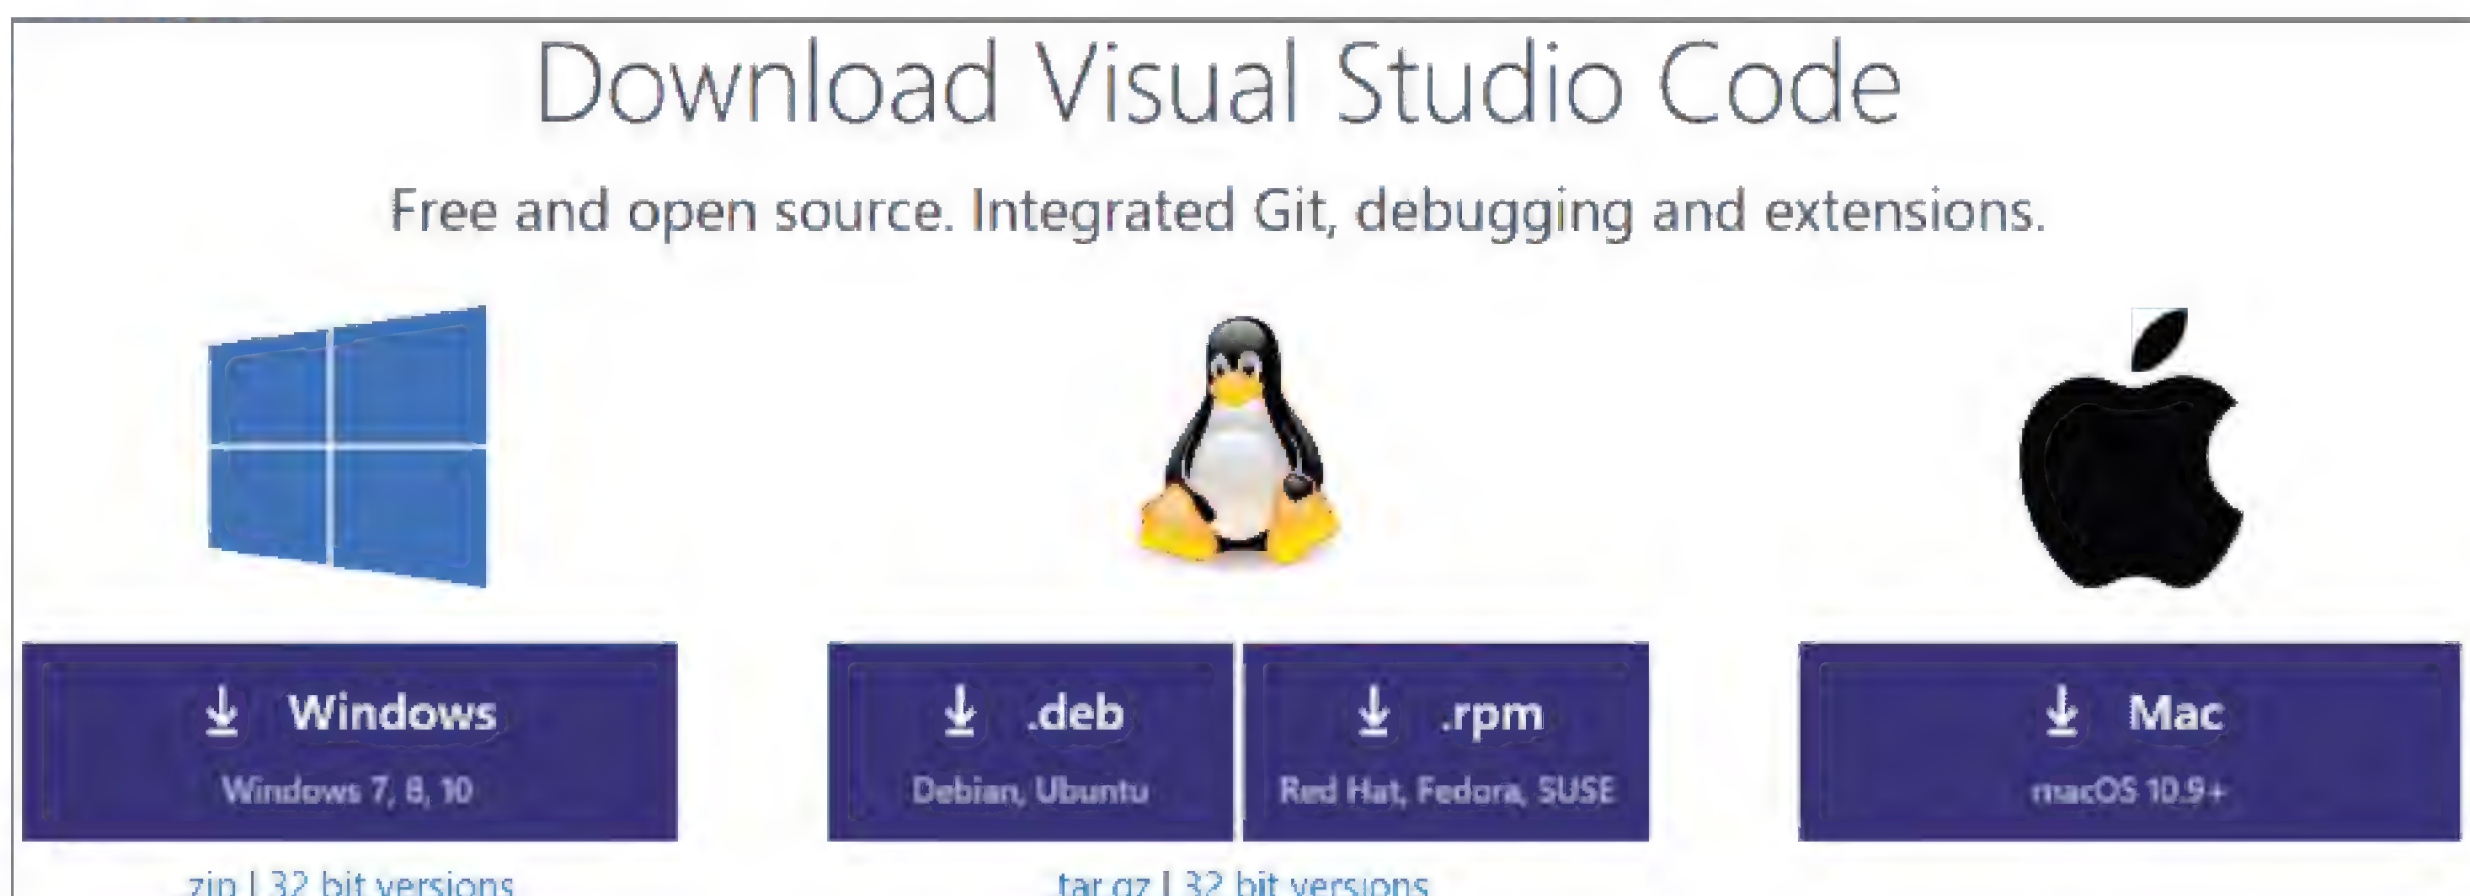 Download Visual Studio Code
Free and open source. Integrated Git, debugging and extensions.
Windows
Windows 7, 8, 10
.deb
Debian, Ubuntu
.rpm
Red Hat, Fedora, SUSE
Mac
macOS 10.9+
.zip | 32 bit versions
.tar.gz | 32 bit versions